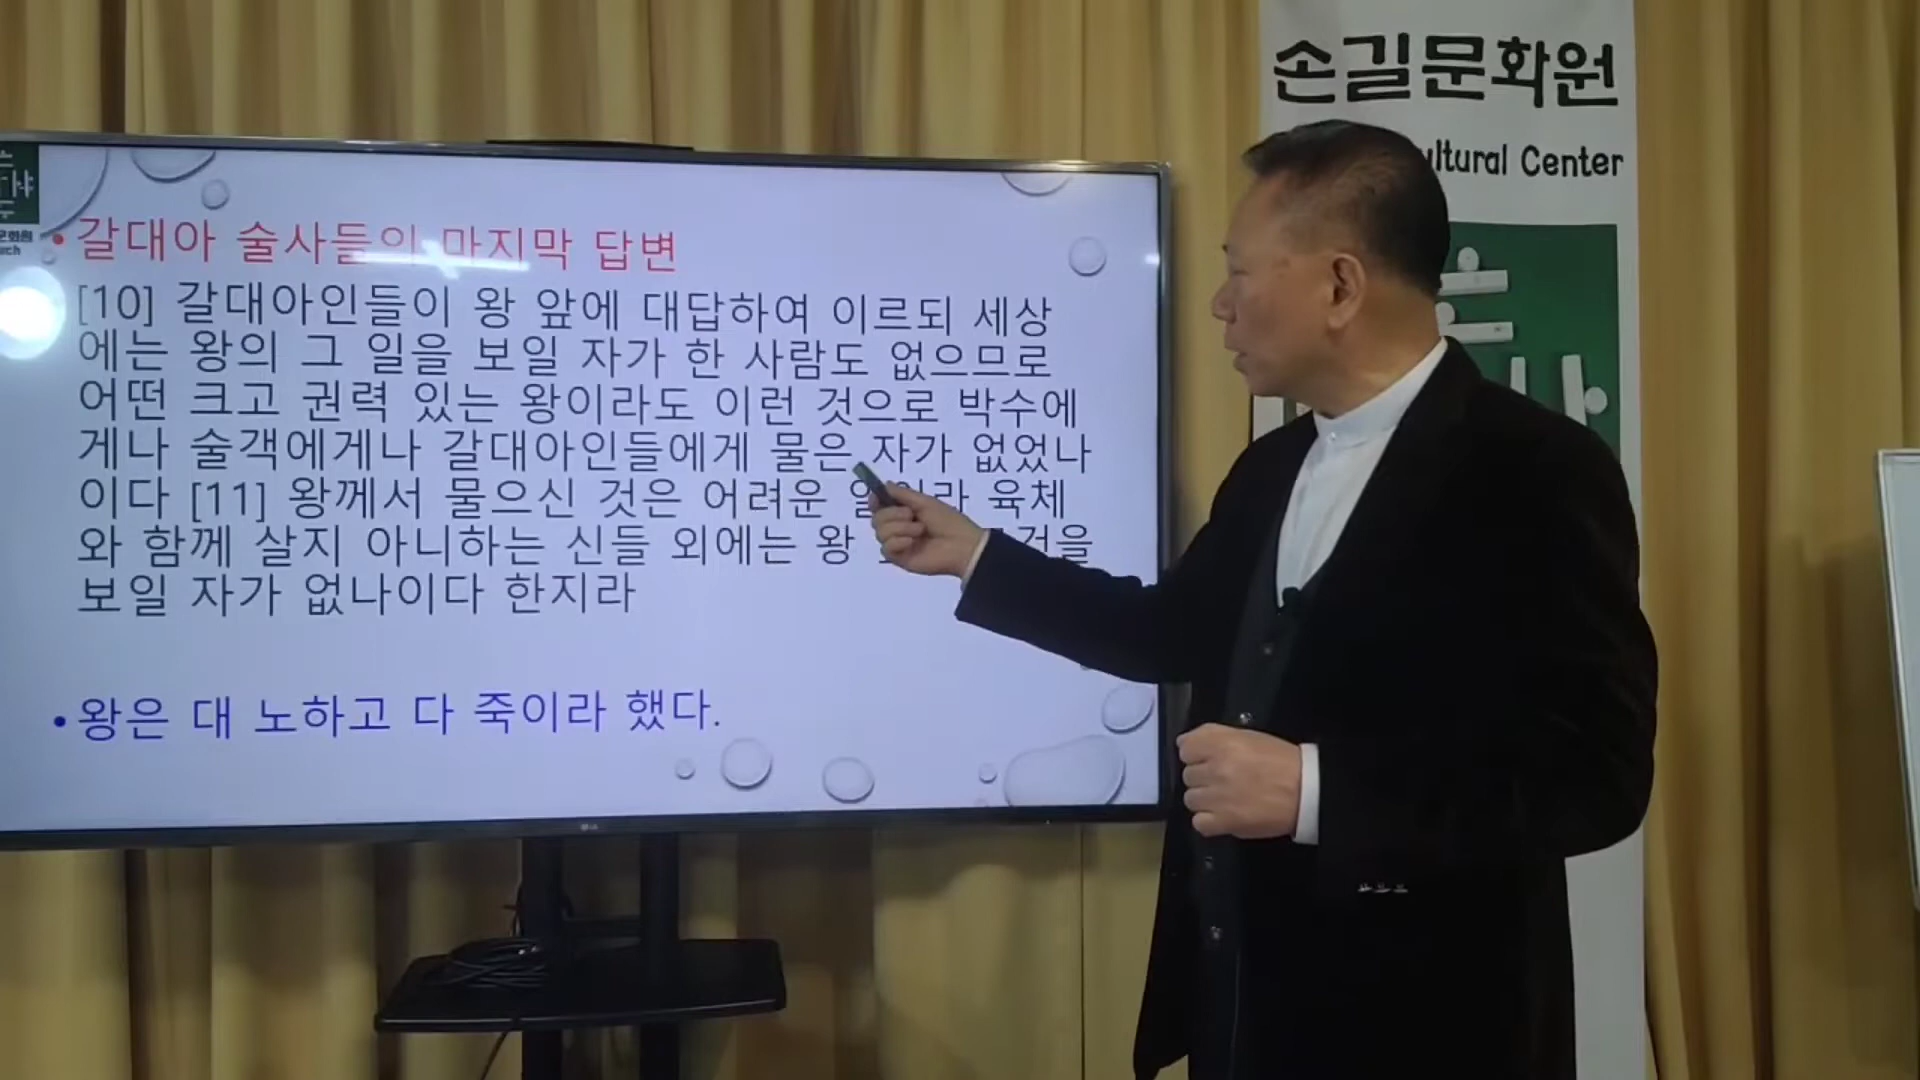 손길문화원
Cultural Center
문화원
• 갈대아 술사들의 마지막 답변
[10] 갈대아인들이 왕 앞에 대답하여 이르되 세상
에는 왕의 그 일을 보일 자가 한 사람도 없으므로
어떤 크고 권력 있는 왕이라도 이런 것으로 박수에
게나 술객에게나 갈대아인들에게 물은 자가 없었나
이다 [11] 왕께서 물으신 것은 어려운 육체
와 함께 살지 아니하는 신들 외에는 왕
보일 자가 없나이다 한지라
• 왕은 대 노하고 다 죽이라 했다.
LG